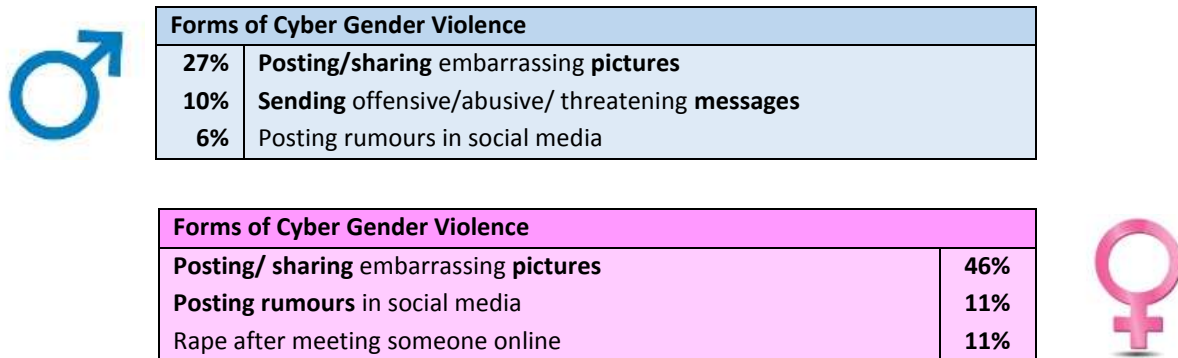 Forms of Cyber Gender Violence
27% Posting/sharing embarrassing pictures
10% Sending offensive/abusive/ threatening messages
6% Posting rumours in social media
Forms of Cyber Gender Violence
Posting/ sharing embarrassing pictures 46%
Posting rumours in social media 11%
Rape after meeting someone online 11%